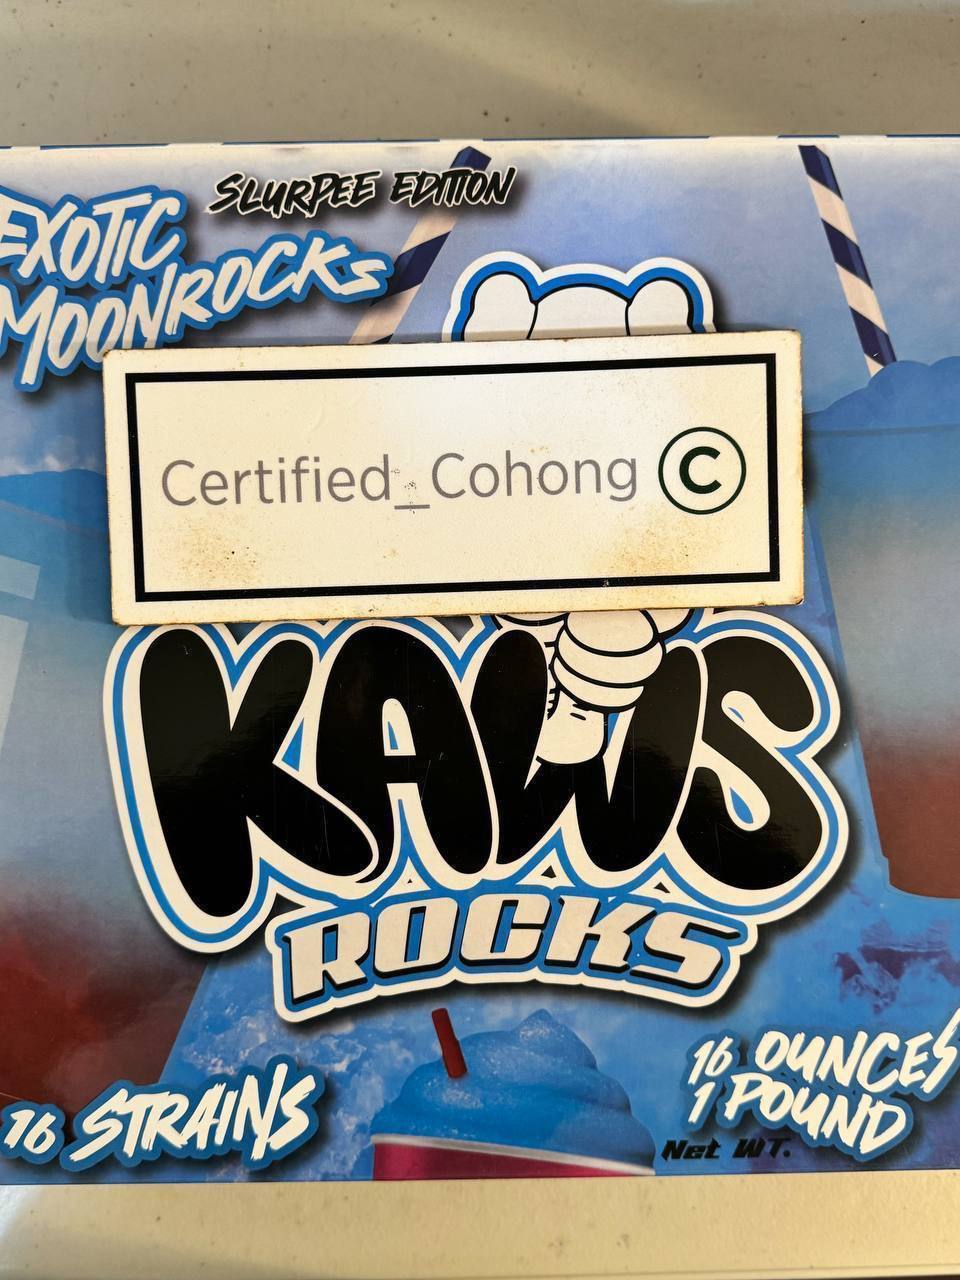 SLURPEE EDITION
EXOTIC
MOONROCKS
Certified_Cohong ©
KAWS
ROCKS
16 STRAINS
16 OUNCES
1 POUND
Net WT.